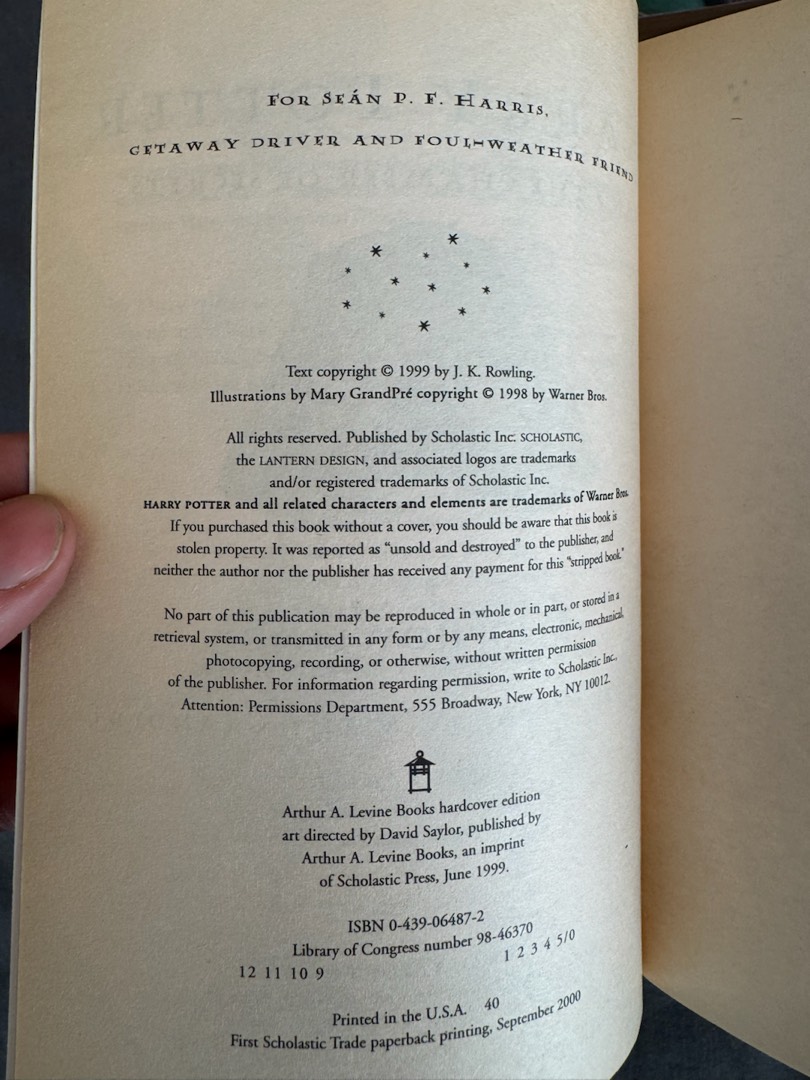 FOR SEÁN P. F. HARRIS,
GETAWAY DRIVER AND FOUL-WEATHER FRIEND
Text copyright © 1999 by J. K. Rowling.
Illustrations by Mary GrandPré copyright © 1998 by Warner Bros.
All rights reserved. Published by Scholastic Inc. SCHOLASTIC,
the LANTERN DESIGN, and associated logos are trademarks
and/or registered trademarks of Scholastic Inc.
HARRY POTTER and all related characters and elements are trademarks of Warner Bros.
If you purchased this book without a cover, you should be aware that this book is
stolen property. It was reported as “unsold and destroyed” to the publisher, and
neither the author nor the publisher has received any payment for this “stripped book.”
No part of this publication may be reproduced in whole or in part, or stored in a
retrieval system, or transmitted in any form or by any means, electronic, mechanical,
photocopying, recording, or otherwise, without written permission
of the publisher. For information regarding permission, write to Scholastic Inc.,
Attention: Permissions Department, 555 Broadway, New York, NY 10012.
Arthur A. Levine Books hardcover edition
art directed by David Saylor, published by
Arthur A. Levine Books, an imprint
of Scholastic Press, June 1999.
ISBN 0-439-06487-2
Library of Congress number 98-46370
12 11 10 9 1 2 3 4 5/0
Printed in the U.S.A. 40
First Scholastic Trade paperback printing, September 2000